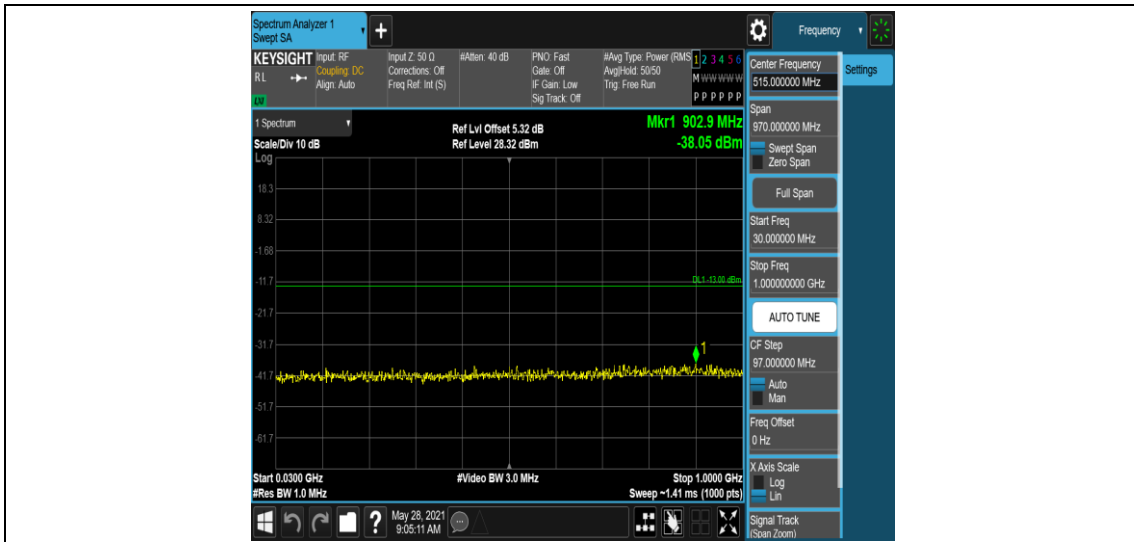 Spectrum Analyzer 1
Swept SA
+
Frequency
KEYSIGHT
RL
Input: RF
Coupling: DC
Align: Auto
Input Z: 50 Ω
Corrections: Off
Freq Ref: Int (S)
#Atten: 40 dB
PNO: Fast
Gate: Off
IF Gain: Low
Sig Track: Off
#Avg Type: Power (RMS
Avg|Hold: 50/50
Trig: Free Run
1 2 3 4 5 6
M W W W W W
P P P P P P
1 Spectrum
Scale/Div 10 dB
Log
Ref Lvl Offset 5.32 dB
Ref Level 28.32 dBm
Mkr1 902.9 MHz
-38.05 dBm
18.3
8.32
-1.68
-11.7
DL1 -13.00 dBm
-21.7
-31.7
1
-41.7
-51.7
-61.7
Start 0.0300 GHz
#Res BW 1.0 MHz
#Video BW 3.0 MHz
Stop 1.0000 GHz
Sweep ~1.41 ms (1000 pts)
?
May 28, 2021
9:05:11 AM
Center Frequency
515.000000 MHz
Settings
Span
970.000000 MHz
Swept Span
Zero Span
Full Span
Start Freq
30.000000 MHz
Stop Freq
1.000000000 GHz
AUTO TUNE
CF Step
97.000000 MHz
Auto
Man
Freq Offset
0 Hz
X Axis Scale
Log
Lin
Signal Track
(Span Zoom)